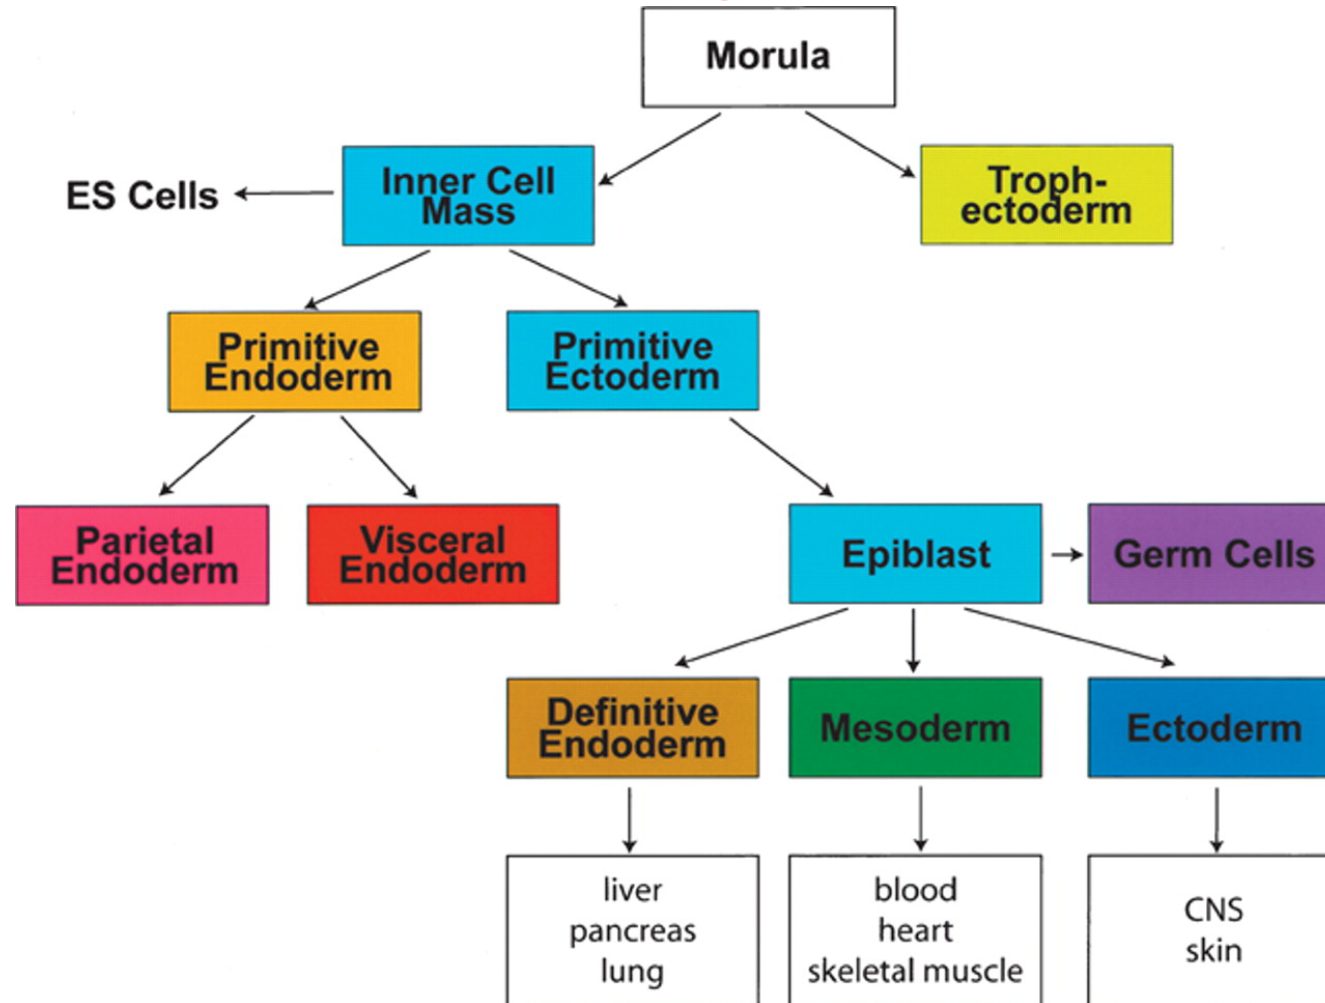 Morula
ES Cells
Inner Cell
Mass
Troph-
ectoderm
Primitive
Endoderm
Primitive
Ectoderm
Parietal
Endoderm
Visceral
Endoderm
Epiblast
Germ Cells
Definitive
Endoderm
Mesoderm
Ectoderm
liver
pancreas
lung
blood
heart
skeletal muscle
CNS
skin